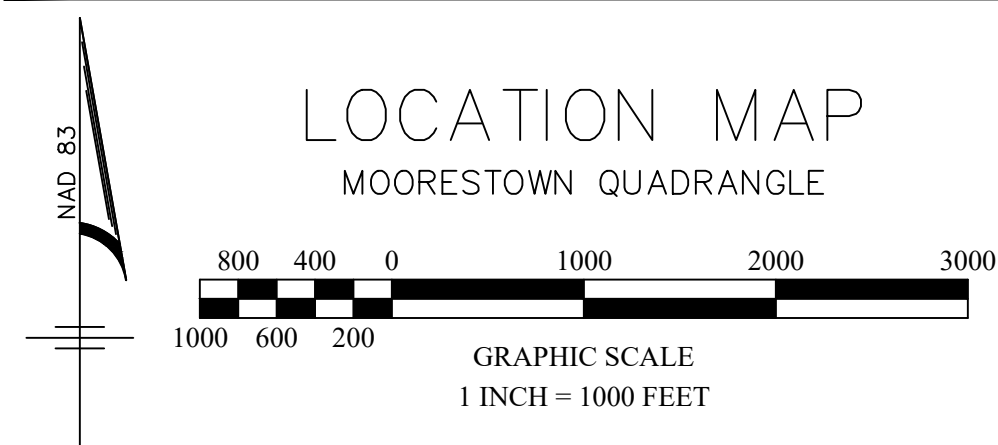 NAD 83
LOCATION MAP
MOORESTOWN QUADRANGLE
800 400 0 1000 2000 3000
1000 600 200
GRAPHIC SCALE
1 INCH = 1000 FEET